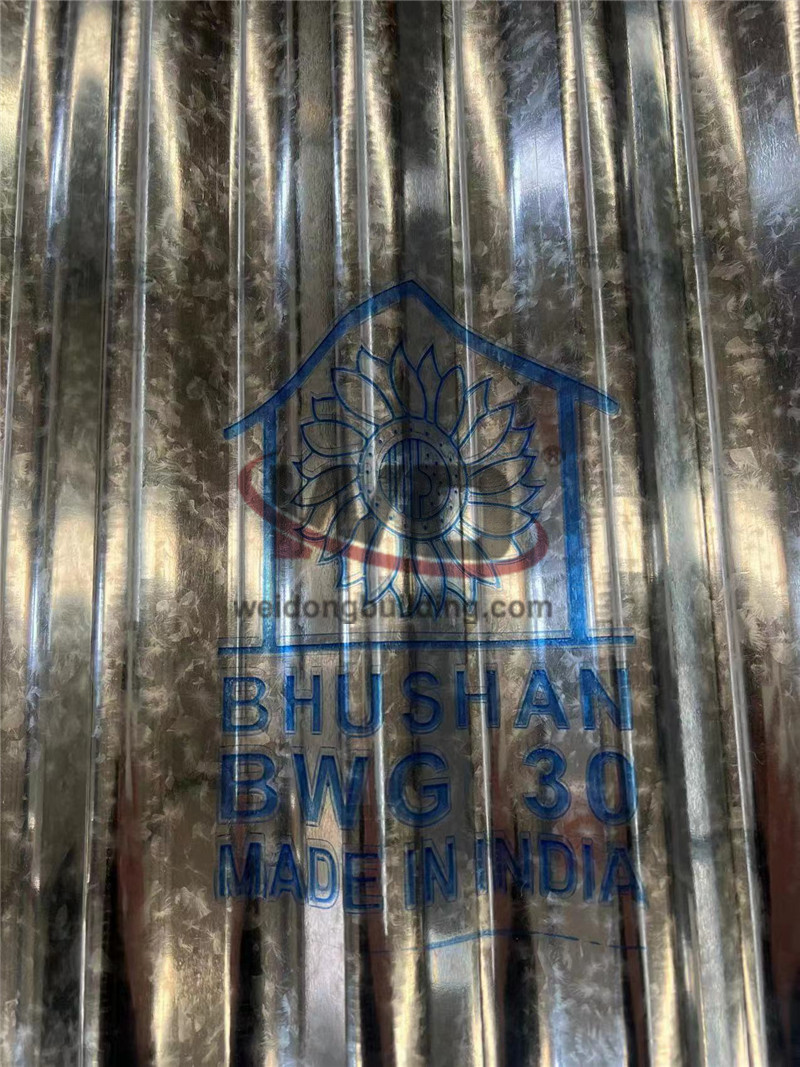 ®
weidongbuilding.com
BHUSHAN
BWG 30
MADE IN INDIA